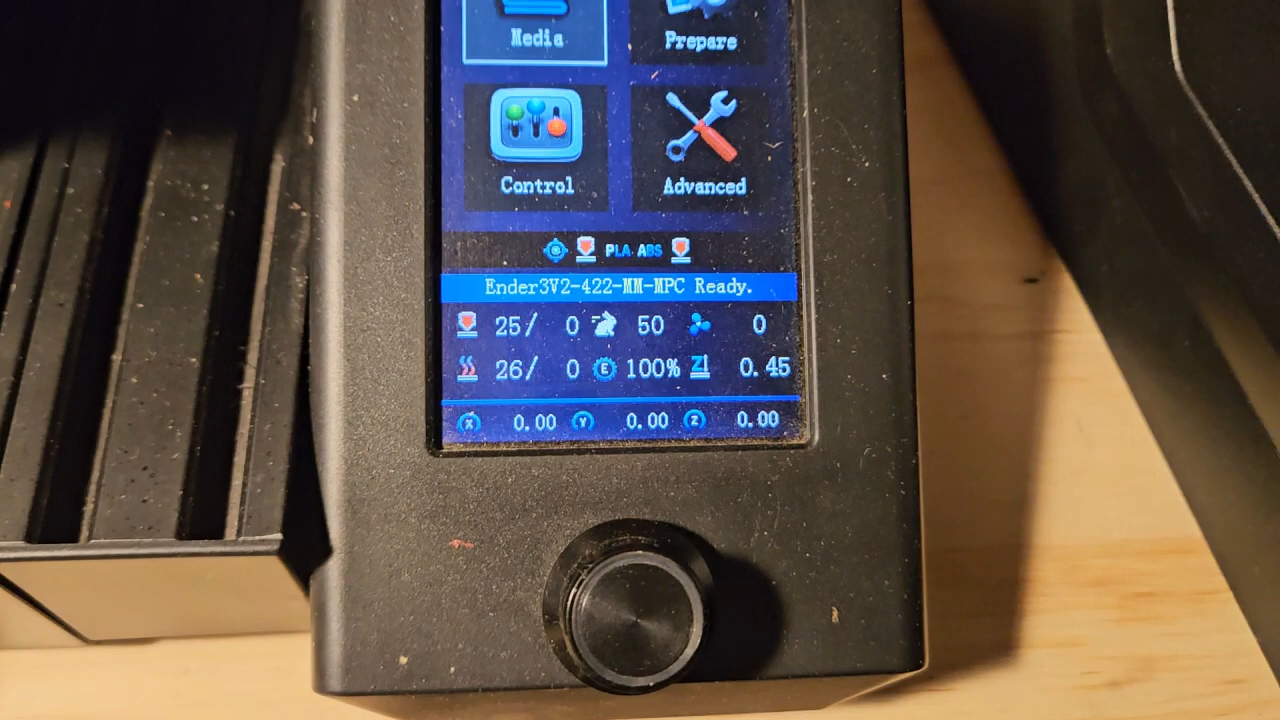 Media
Prepare
Control
Advanced
PLA ABS
Ender3V2-422-MM-MPC Ready.
25/ 0 50 0
26/ 0 E 100% Z 0.45
X 0.00 Y 0.00 Z 0.00